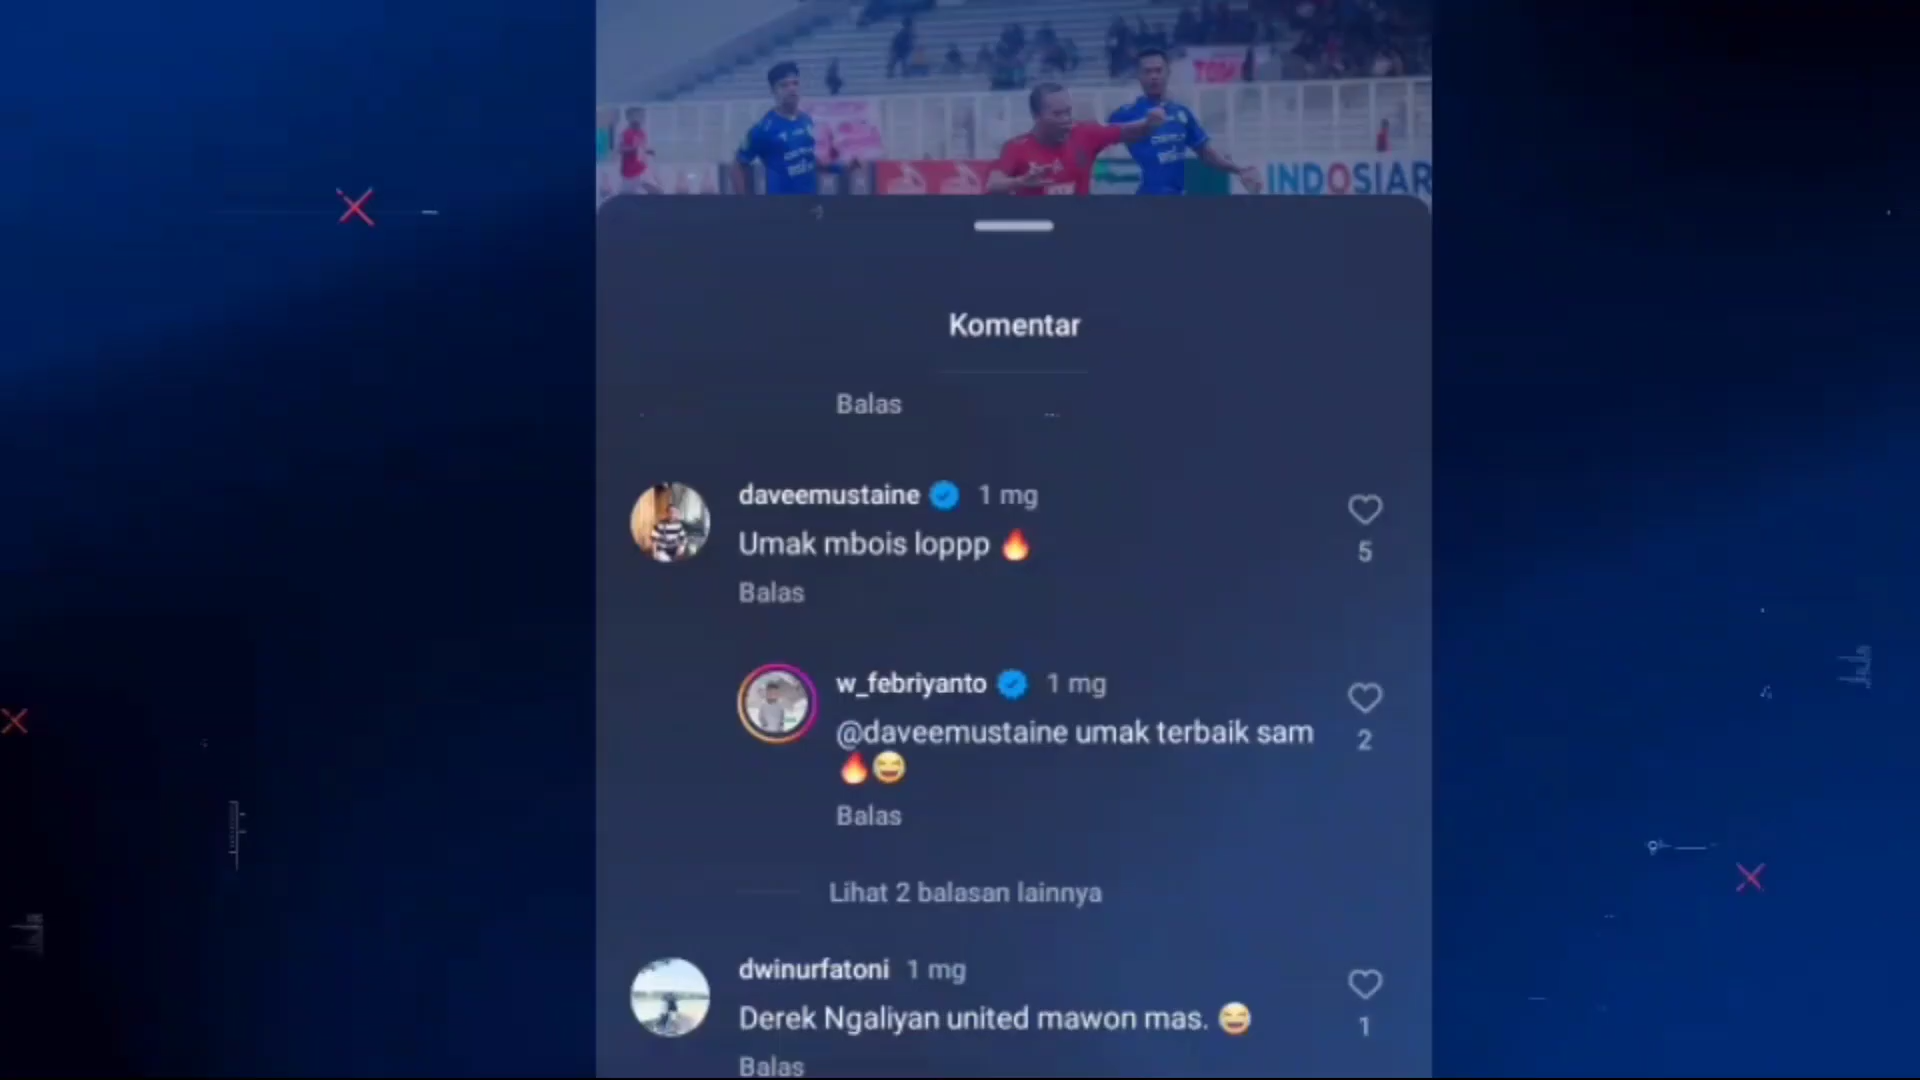 TOM
INDOSIAR
Komentar
Balas
daveemustaine 1 mg
Umak mbois loppp 🔥
5
Balas
w_febriyanto 1 mg
@daveemustaine umak terbaik sam
🔥😄
2
Balas
Lihat 2 balasan lainnya
dwinurfatoni 1 mg
Derek Ngaliyan united mawon mas. 😄
1
Balas